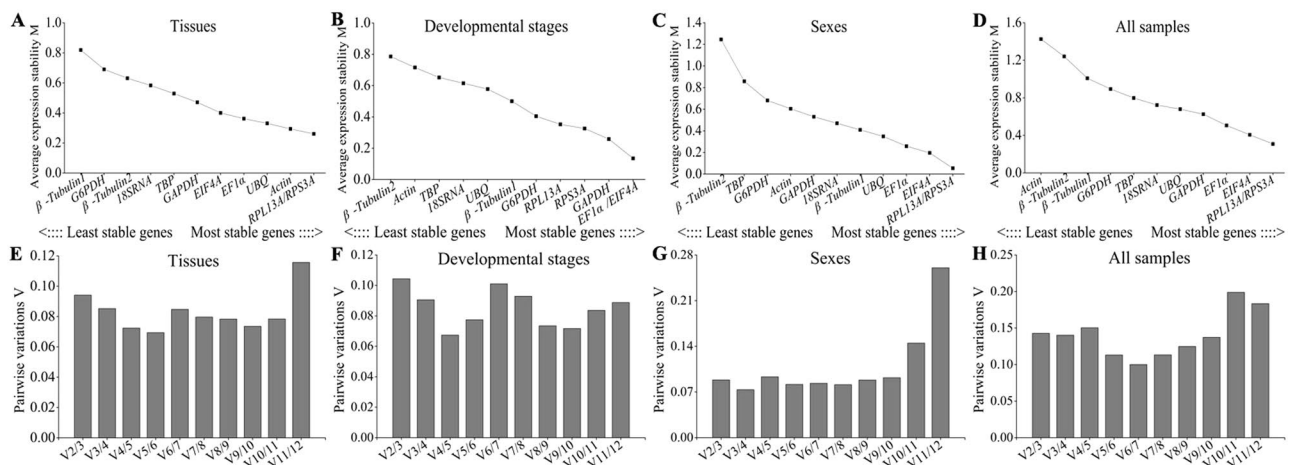 A
Tissues
Average expression stability M
1.0
0.8
0.6
0.4
0.2
0.0
β -Tubulin1
G6PDH
β -Tubulin2
18SRNA
TBP
GAPDH
EIF4A
EF1α
UBQ
Actin
RPL13A/RPS3A
<:::: Least stable genes Most stable genes ::::>
B
Developmental stages
Average expression stability M
1.0
0.8
0.6
0.4
0.2
0.0
β -Tubulin2
Actin
TBP
18SRNA
UBQ
β -Tubulin1
G6PDH
RPL13A
RPS3A
GAPDH
EF1α /EIF4A
<:::: Least stable genes Most stable genes ::::>
C
Sexes
Average expression stability M
1.4
1.2
1.0
0.8
0.6
0.4
0.2
0.0
β -Tubulin2
TBP
G6PDH
Actin
GAPDH
18SRNA
β -Tubulin1
UBQ
EF1α
EIF4A
RPL13A/RPS3A
<:::: Least stable genes Most stable genes ::::>
D
All samples
Average expression stability M
1.6
1.2
0.8
0.4
0.0
Actin
β -Tubulin2
β -Tubulin1
G6PDH
TBP
18SRNA
UBQ
GAPDH
EF1α
EIF4A
RPL13A/RPS3A
<:::: Least stable genes Most stable genes ::::>
E
Tissues
Pairwise variations V
0.12
0.10
0.08
0.06
0.04
0.02
0.00
V2/3
V3/4
V4/5
V5/6
V6/7
V7/8
V8/9
V9/10
V10/11
V11/12
F
Developmental stages
Pairwise variations V
0.12
0.10
0.08
0.06
0.04
0.02
0.00
V2/3
V3/4
V4/5
V5/6
V6/7
V7/8
V8/9
V9/10
V10/11
V11/12
G
Sexes
Pairwise variations V
0.28
0.21
0.14
0.07
0.00
V2/3
V3/4
V4/5
V5/6
V6/7
V7/8
V8/9
V9/10
V10/11
V11/12
H
All samples
Pairwise variations V
0.25
0.20
0.15
0.10
0.05
0.00
V2/3
V3/4
V4/5
V5/6
V6/7
V7/8
V8/9
V9/10
V10/11
V11/12